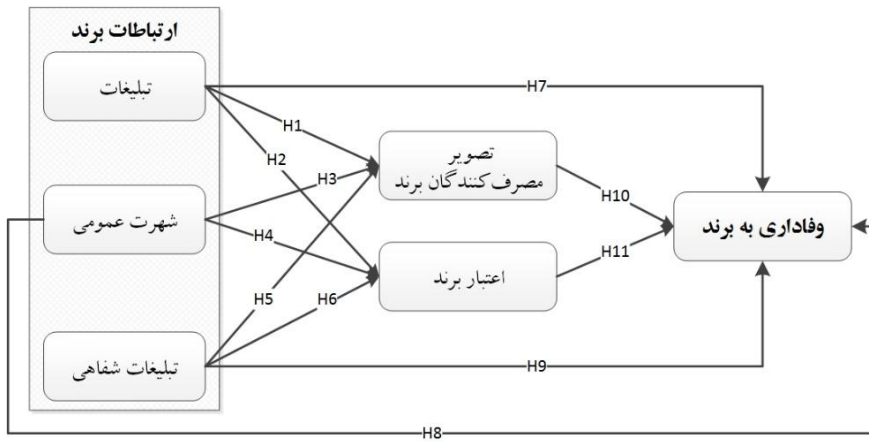 ارتباطات برند
تبلیغات
شهرت عمومی
تبلیغات شفاهی
تصویر
مصرف‌کنندگان برند
اعتبار برند
وفاداری به برند
H1
H2
H3
H4
H5
H6
H7
H8
H9
H10
H11